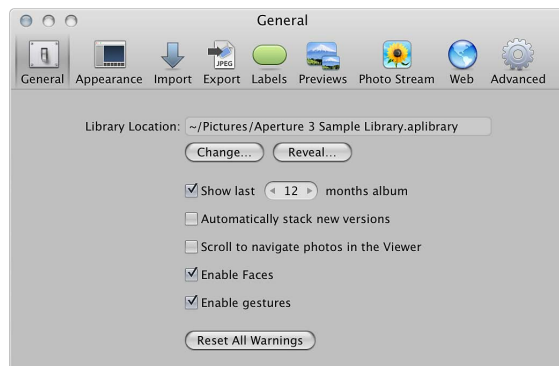 General
JPEG
General Appearance Import Export Labels Previews Photo Stream Web Advanced
Library Location: ~/Pictures/Aperture 3 Sample Library.aplibrary
Change... Reveal...
Show last 12 months album
Automatically stack new versions
Scroll to navigate photos in the Viewer
Enable Faces
Enable gestures
Reset All Warnings